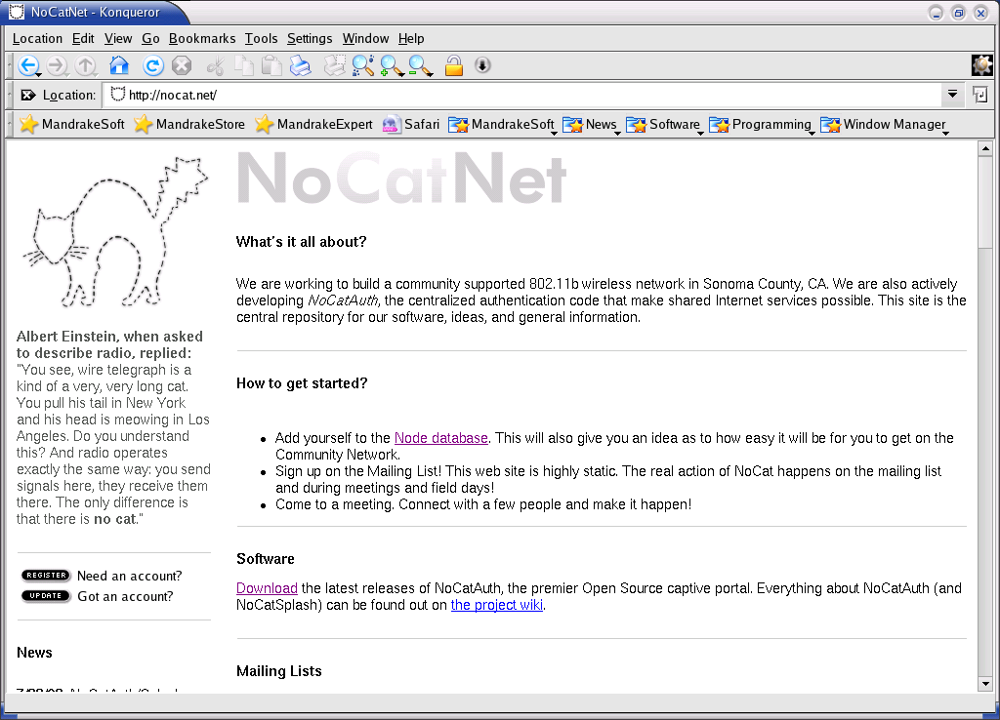 NoCatNet - Konqueror
Location Edit View Go Bookmarks Tools Settings Window Help
Location: http://nocat.net/
MandrakeSoft MandrakeStore MandrakeExpert Safari MandrakeSoft News Software Programming Window Manager
NoCatNet
What's it all about?
We are working to build a community supported 802.11b wireless network in Sonoma County, CA. We are also actively
developing NoCatAuth, the centralized authentication code that make shared Internet services possible. This site is the
central repository for our software, ideas, and general information.
How to get started?
• Add yourself to the Node database. This will also give you an idea as to how easy it will be for you to get on the
Community Network.
• Sign up on the Mailing List! This web site is highly static. The real action of NoCat happens on the mailing list
and during meetings and field days!
• Come to a meeting. Connect with a few people and make it happen!
Software
Download the latest releases of NoCatAuth, the premier Open Source captive portal. Everything about NoCatAuth (and
NoCatSplash) can be found out on the project wiki.
Mailing Lists
Albert Einstein, when asked
to describe radio, replied:
"You see, wire telegraph is a
kind of a very, very long cat.
You pull his tail in New York
and his head is meowing in Los
Angeles. Do you understand
this? And radio operates
exactly the same way: you send
signals here, they receive them
there. The only difference is
that there is no cat."
REGISTER Need an account?
UPDATE Got an account?
News